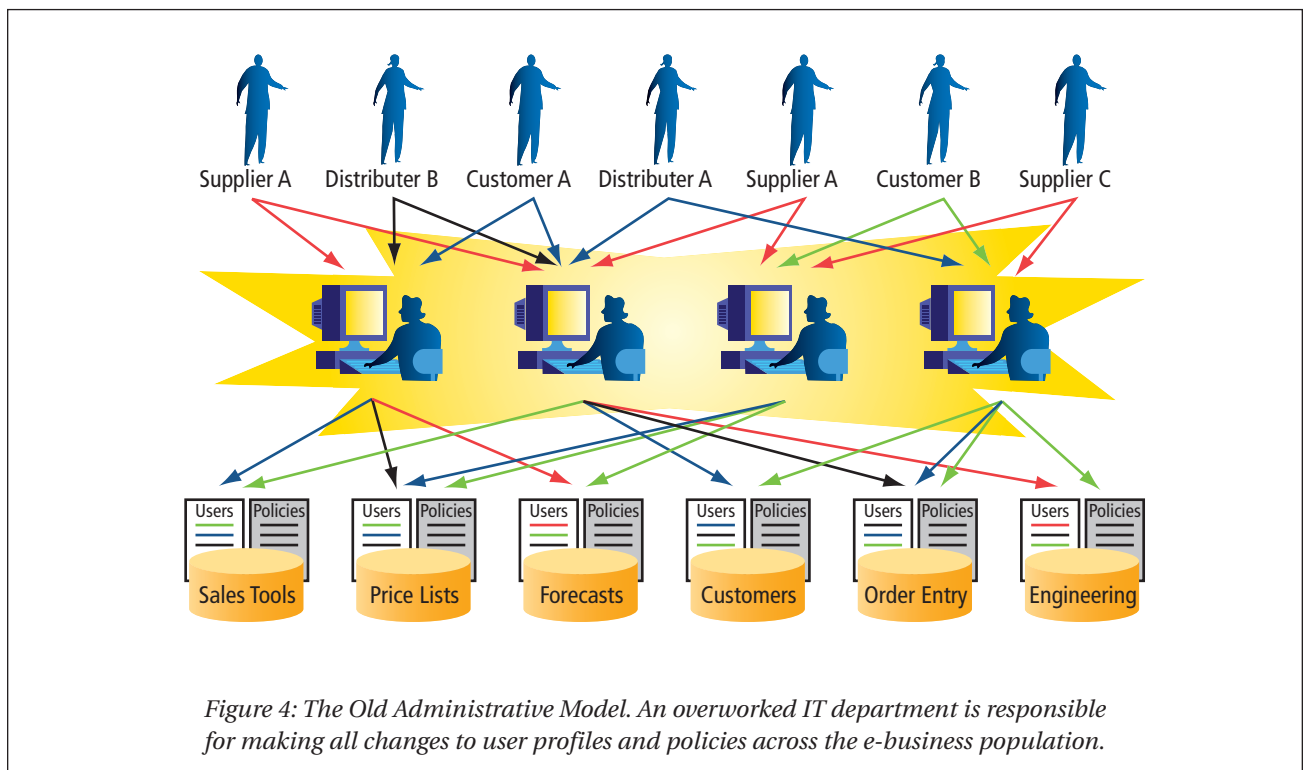 Supplier A Distributer B Customer A Distributer A Supplier A Customer B Supplier C
Users Policies Users Policies Users Policies Users Policies Users Policies Users Policies
Sales Tools Price Lists Forecasts Customers Order Entry Engineering
Figure 4: The Old Administrative Model. An overworked IT department is responsible
for making all changes to user profiles and policies across the e-business population.